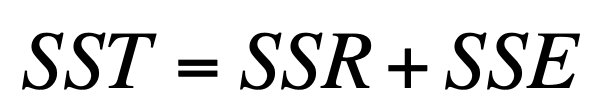 SST = SSR + SSE